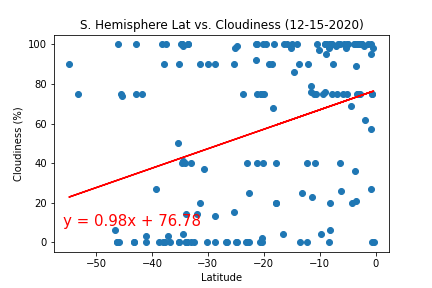 S. Hemisphere Lat vs. Cloudiness (12-15-2020)
100
80
60
40
20
0
Cloudiness (%)
y = 0.98x + 76.78
−50 −40 −30 −20 −10 0
Latitude